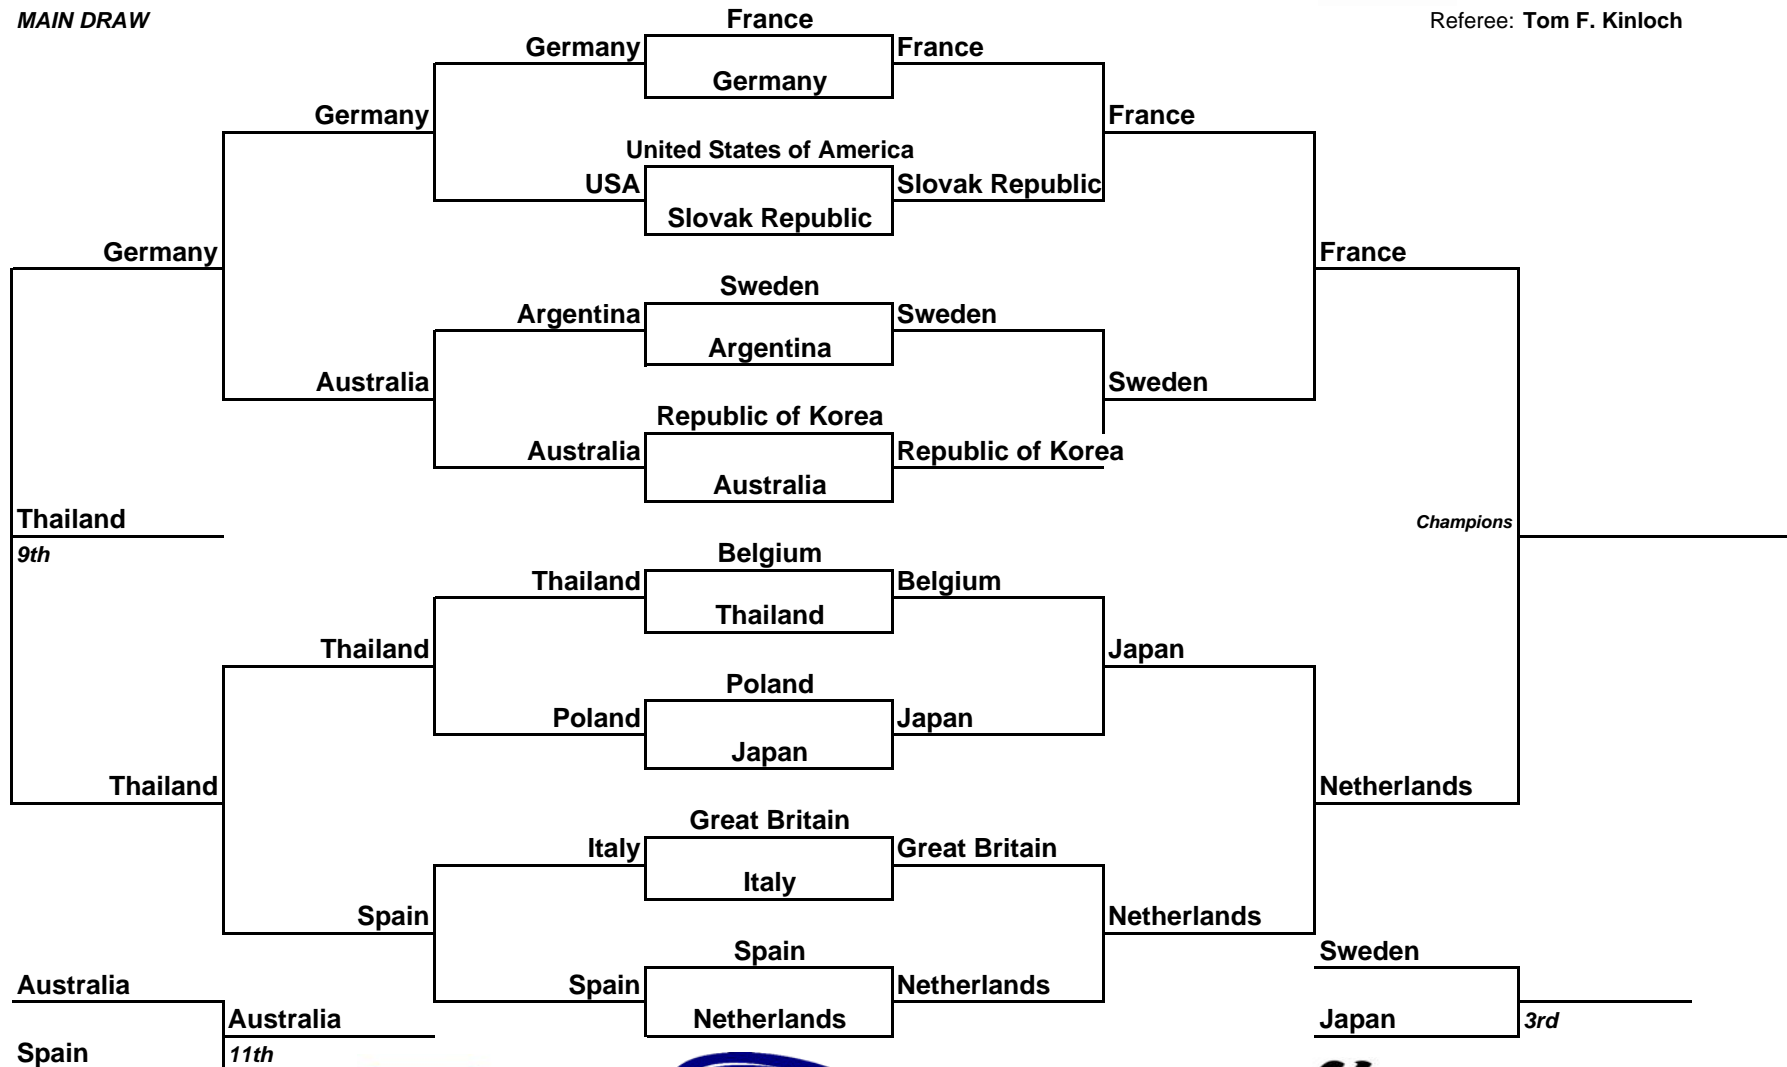 MAIN DRAW
France
Referee: Tom F. Kinloch
Germany
France
Germany
Germany
France
United States of America
USA
Slovak Republic
Slovak Republic
Germany
France
Sweden
Argentina
Sweden
Argentina
Australia
Sweden
Republic of Korea
Australia
Republic of Korea
Australia
Thailand
Champions
9th
Belgium
Thailand
Belgium
Thailand
Thailand
Japan
Poland
Poland
Japan
Japan
Thailand
Netherlands
Great Britain
Italy
Great Britain
Italy
Spain
Netherlands
Spain
Sweden
Australia
Spain
Netherlands
Australia
Netherlands
Japan
3rd
Spain
11th